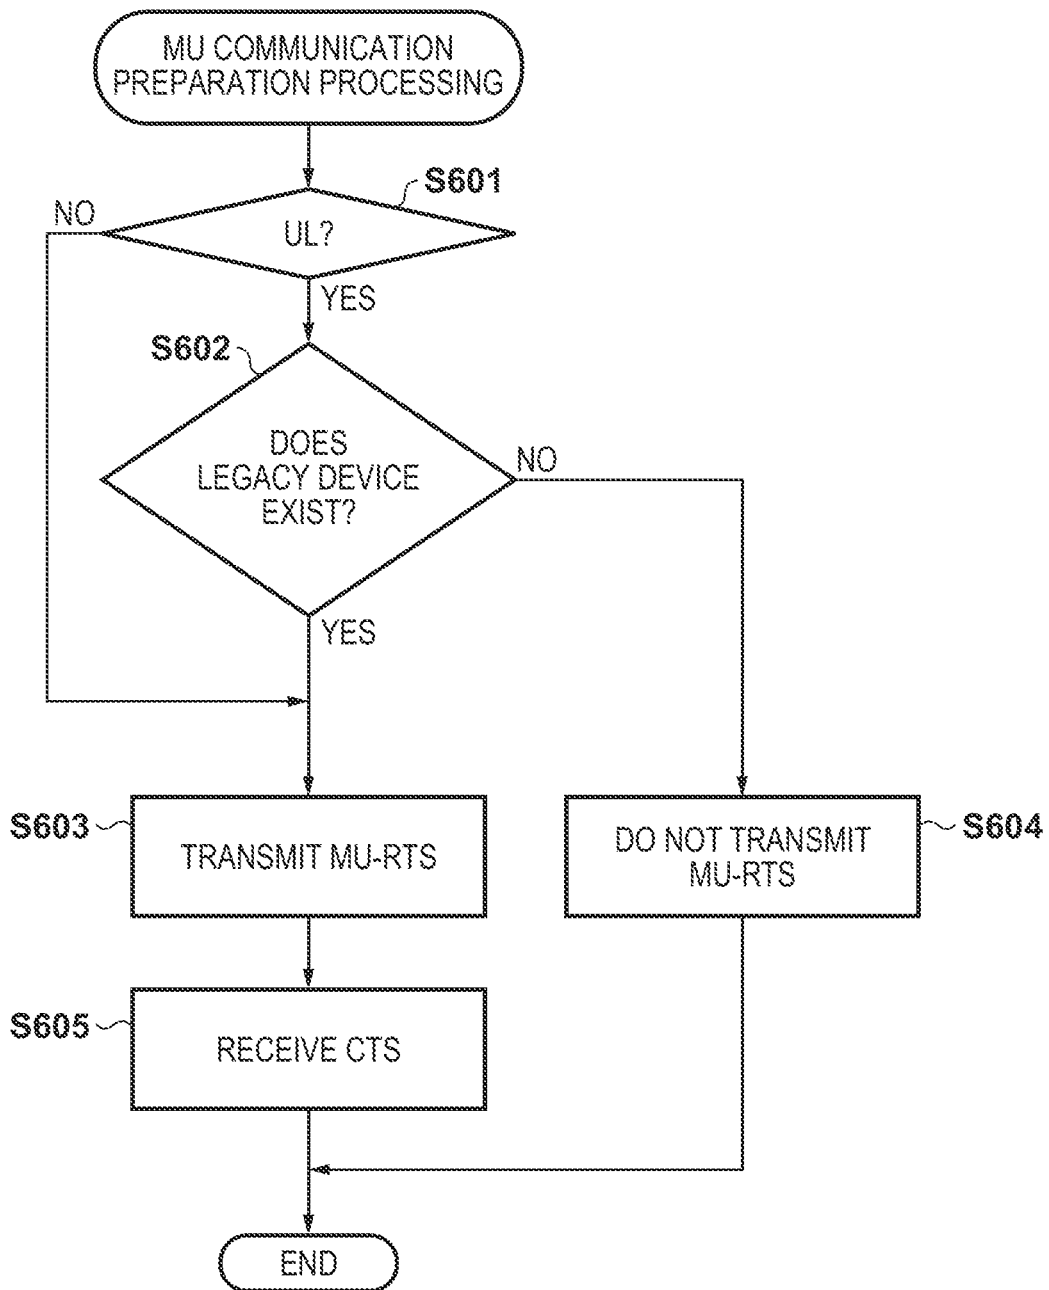 MU COMMUNICATION
PREPARATION PROCESSING
S601
NO
UL?
YES
S602
DOES
LEGACY DEVICE
EXIST?
NO
YES
S603
TRANSMIT MU-RTS
DO NOT TRANSMIT
MU-RTS
S604
S605
RECEIVE CTS
END